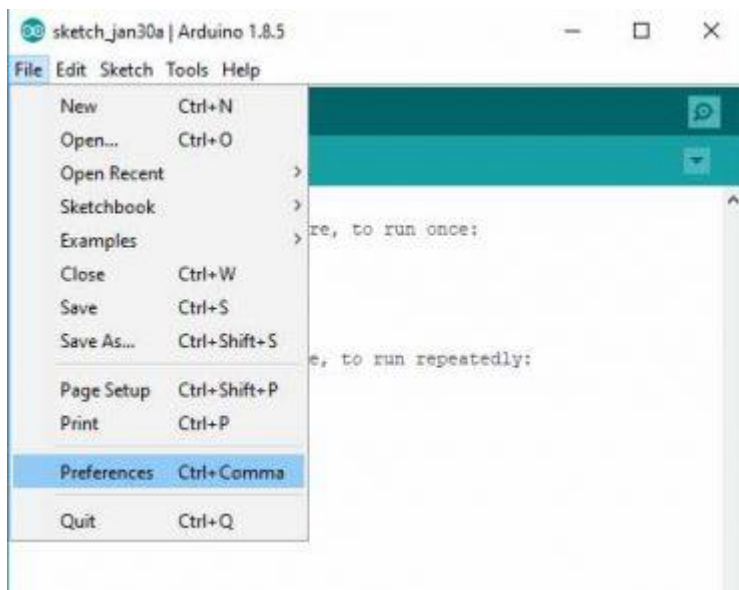 sketch_jan30a | Arduino 1.8.5
File Edit Sketch Tools Help
New Ctrl+N
Open... Ctrl+O
Open Recent
Sketchbook
Examples
re, to run once:
Close Ctrl+W
Save Ctrl+S
Save As... Ctrl+Shift+S
e, to run repeatedly:
Page Setup Ctrl+Shift+P
Print Ctrl+P
Preferences Ctrl+Comma
Quit Ctrl+Q